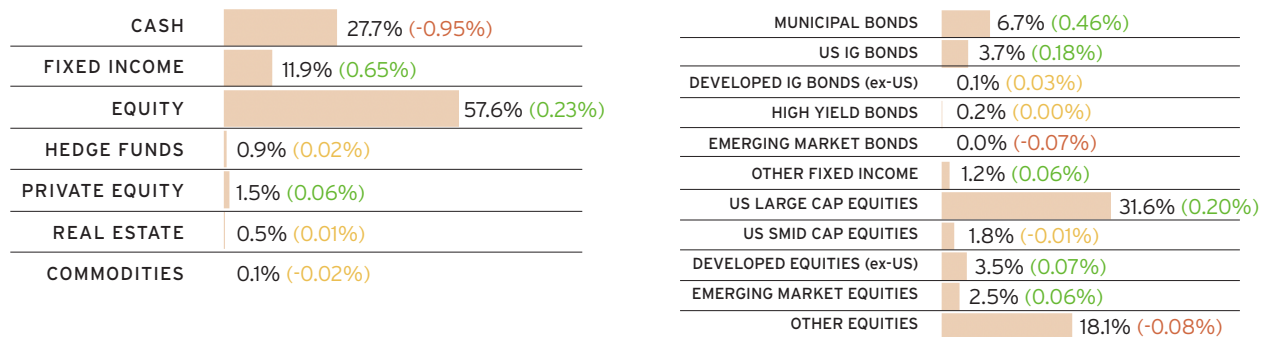 CASH 27.7% (-0.95%)
FIXED INCOME 11.9% (0.65%)
EQUITY 57.6% (0.23%)
HEDGE FUNDS 0.9% (0.02%)
PRIVATE EQUITY 1.5% (0.06%)
REAL ESTATE 0.5% (0.01%)
COMMODITIES 0.1% (-0.02%)
MUNICIPAL BONDS 6.7% (0.46%)
US IG BONDS 3.7% (0.18%)
DEVELOPED IG BONDS (ex-US) 0.1% (0.03%)
HIGH YIELD BONDS 0.2% (0.00%)
EMERGING MARKET BONDS 0.0% (-0.07%)
OTHER FIXED INCOME 1.2% (0.06%)
US LARGE CAP EQUITIES 31.6% (0.20%)
US SMID CAP EQUITIES 1.8% (-0.01%)
DEVELOPED EQUITIES (ex-US) 3.5% (0.07%)
EMERGING MARKET EQUITIES 2.5% (0.06%)
OTHER EQUITIES 18.1% (-0.08%)